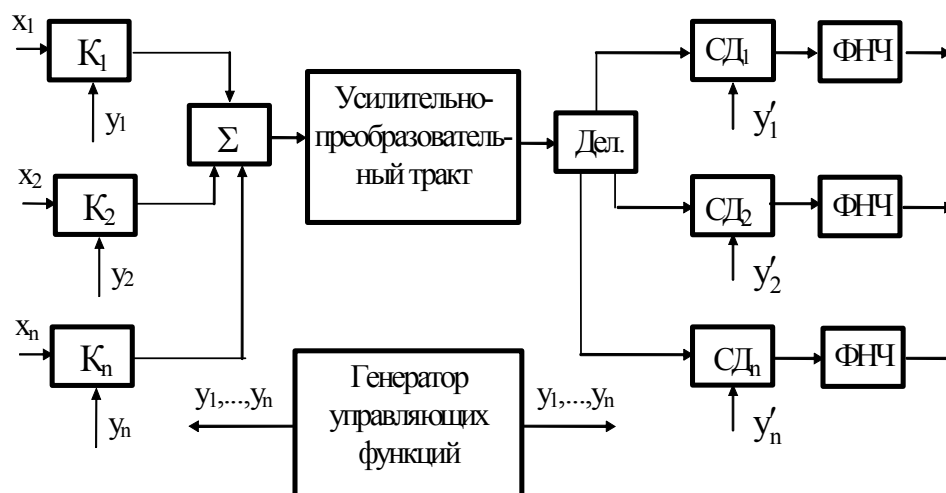 x₁
К₁
y₁
x₂
К₂
y₂
xₙ
Кₙ
yₙ
Σ
Усилительно-
преобразователь-
ный тракт
Дел.
СД₁
y′₁
ФНЧ
СД₂
y′₂
ФНЧ
СДₙ
y′ₙ
ФНЧ
y₁,...,yₙ
Генератор
управляющих
функций
y₁,...,yₙ